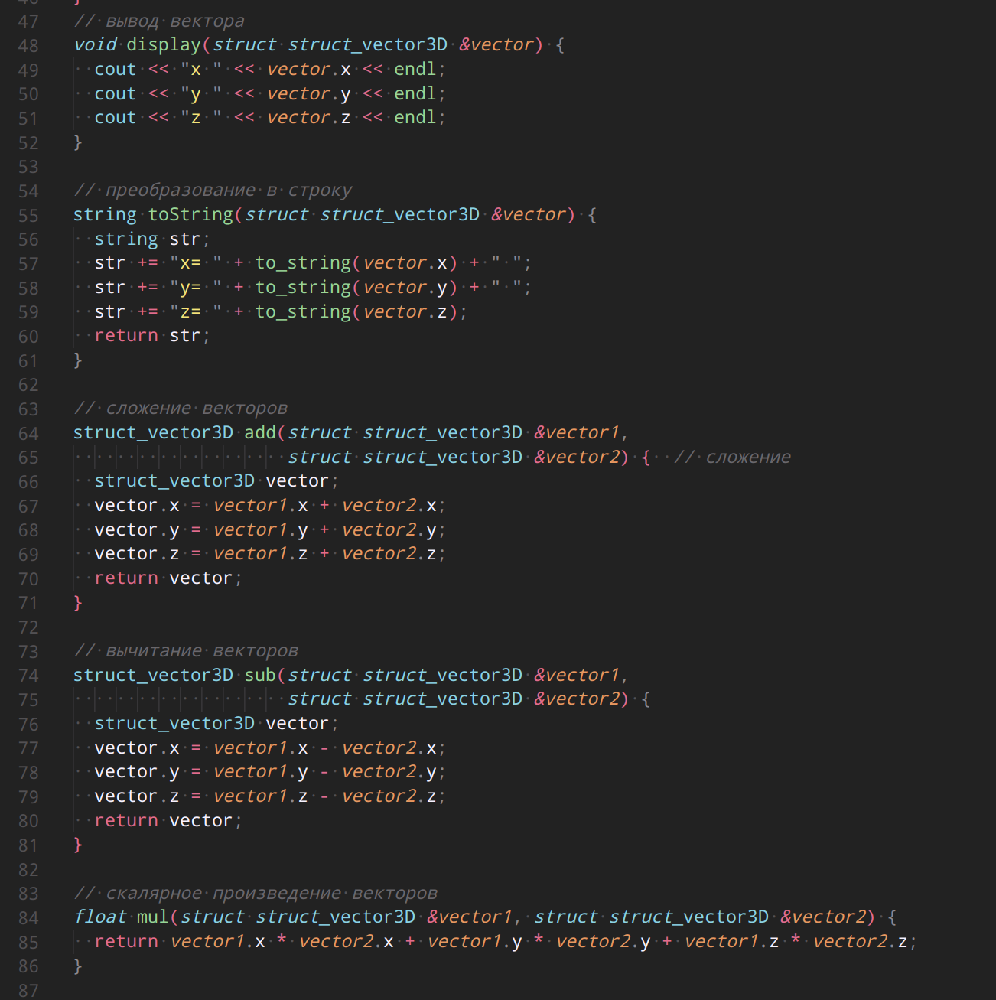 47 // вывод вектора
48 void display(struct struct_vector3D &vector) {
49   cout << "x " << vector.x << endl;
50   cout << "y " << vector.y << endl;
51   cout << "z " << vector.z << endl;
52 }
53
54 // преобразование в строку
55 string toString(struct struct_vector3D &vector) {
56   string str;
57   str += "x= " + to_string(vector.x) + " ";
58   str += "y= " + to_string(vector.y) + " ";
59   str += "z= " + to_string(vector.z);
60   return str;
61 }
62
63 // сложение векторов
64 struct_vector3D add(struct struct_vector3D &vector1,
65                     struct struct_vector3D &vector2) {  // сложение
66   struct_vector3D vector;
67   vector.x = vector1.x + vector2.x;
68   vector.y = vector1.y + vector2.y;
69   vector.z = vector1.z + vector2.z;
70   return vector;
71 }
72
73 // вычитание векторов
74 struct_vector3D sub(struct struct_vector3D &vector1,
75                     struct struct_vector3D &vector2) {
76   struct_vector3D vector;
77   vector.x = vector1.x - vector2.x;
78   vector.y = vector1.y - vector2.y;
79   vector.z = vector1.z - vector2.z;
80   return vector;
81 }
82
83 // скалярное произведение векторов
84 float mul(struct struct_vector3D &vector1, struct struct_vector3D &vector2) {
85   return vector1.x * vector2.x + vector1.y * vector2.y + vector1.z * vector2.z;
86 }
87